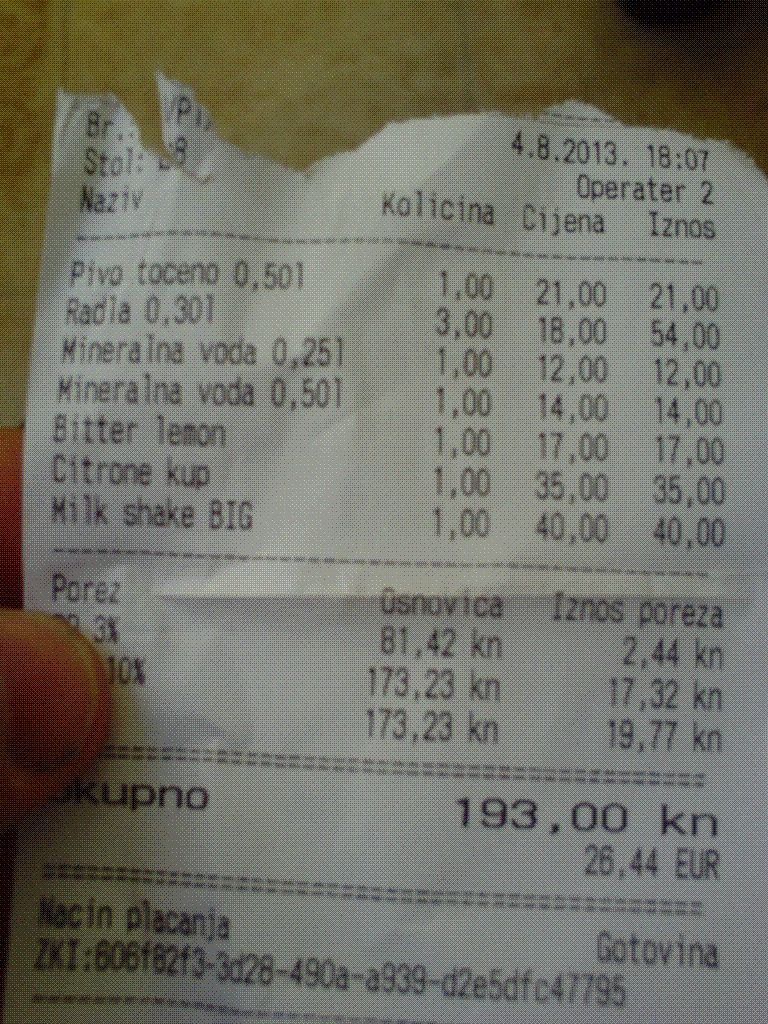 Br..
4.8.2013. 18:07
Stol:
Operater 2
Naziv Kolicina Cijena Iznos
Pivo toceno 0,50l 1,00 21,00 21,00
Radla 0,30l 3,00 18,00 54,00
Mineralna voda 0,25l 1,00 12,00 12,00
Mineralna voda 0,50l 1,00 14,00 14,00
Bitter lemon 1,00 17,00 17,00
Citrone kup 1,00 35,00 35,00
Milk shake BIG 1,00 40,00 40,00
Porez Osnovica Iznos poreza
3% 81,42 kn 2,44 kn
10% 173,23 kn 17,32 kn
173,23 kn 19,77 kn
kupno 193,00 kn
26,44 EUR
Nacin placanja Gotovina
ZKI:606f82f3-3d28-490a-a939-d2e5dfc47795